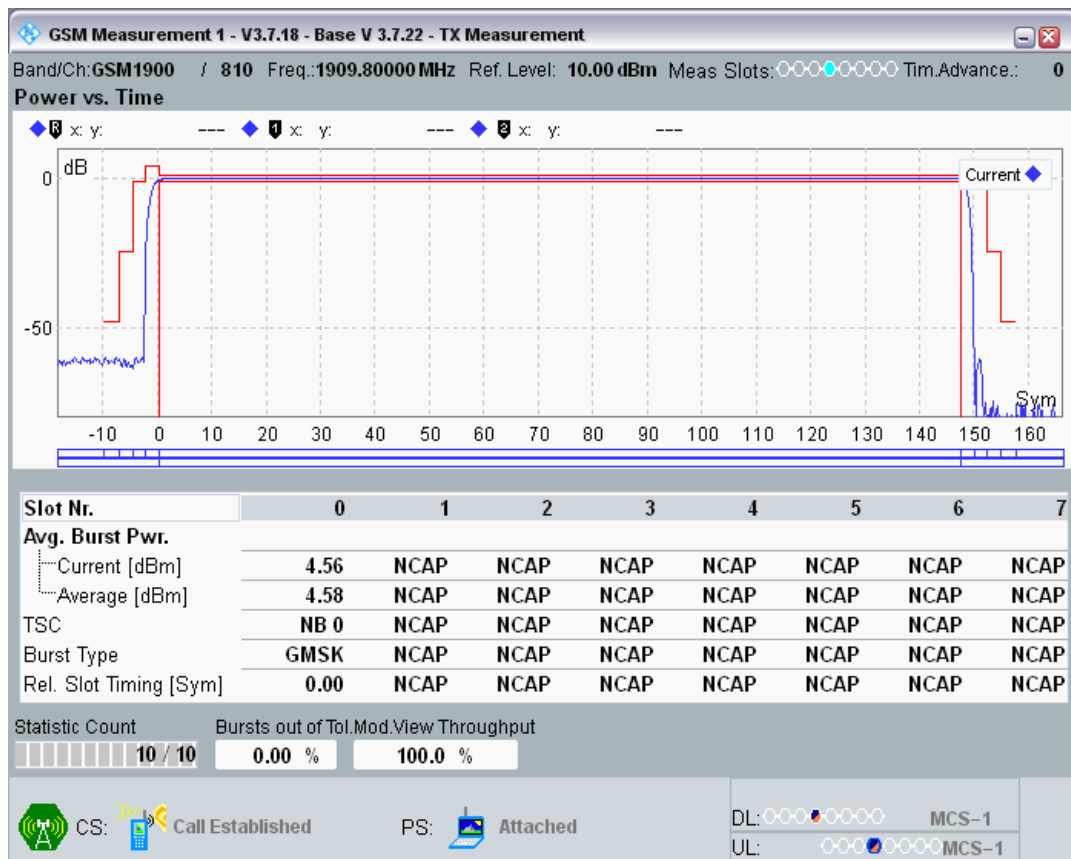 GSM Measurement 1 - V3.7.18 - Base V 3.7.22 - TX Measurement
Band/Ch:GSM1900 / 810 Freq.:1909.80000 MHz Ref. Level: 10.00 dBm Meas Slots: Tim.Advance.: 0
Power vs. Time
R x: y: --- 1 x: y: --- 2 x: y: ---
dB
0
Current
-50
Sym
-10 0 10 20 30 40 50 60 70 80 90 100 110 120 130 140 150 160
Slot Nr. 0 1 2 3 4 5 6 7
Avg. Burst Pwr.
Current [dBm] 4.56 NCAP NCAP NCAP NCAP NCAP NCAP NCAP
Average [dBm] 4.58 NCAP NCAP NCAP NCAP NCAP NCAP NCAP
TSC NB 0 NCAP NCAP NCAP NCAP NCAP NCAP NCAP
Burst Type GMSK NCAP NCAP NCAP NCAP NCAP NCAP NCAP
Rel. Slot Timing [Sym] 0.00 NCAP NCAP NCAP NCAP NCAP NCAP NCAP
Statistic Count Bursts out of Tol.Mod.View Throughput
10 / 10 0.00 % 100.0 %
CS: Call Established PS: Attached
DL: MCS-1
UL: MCS-1